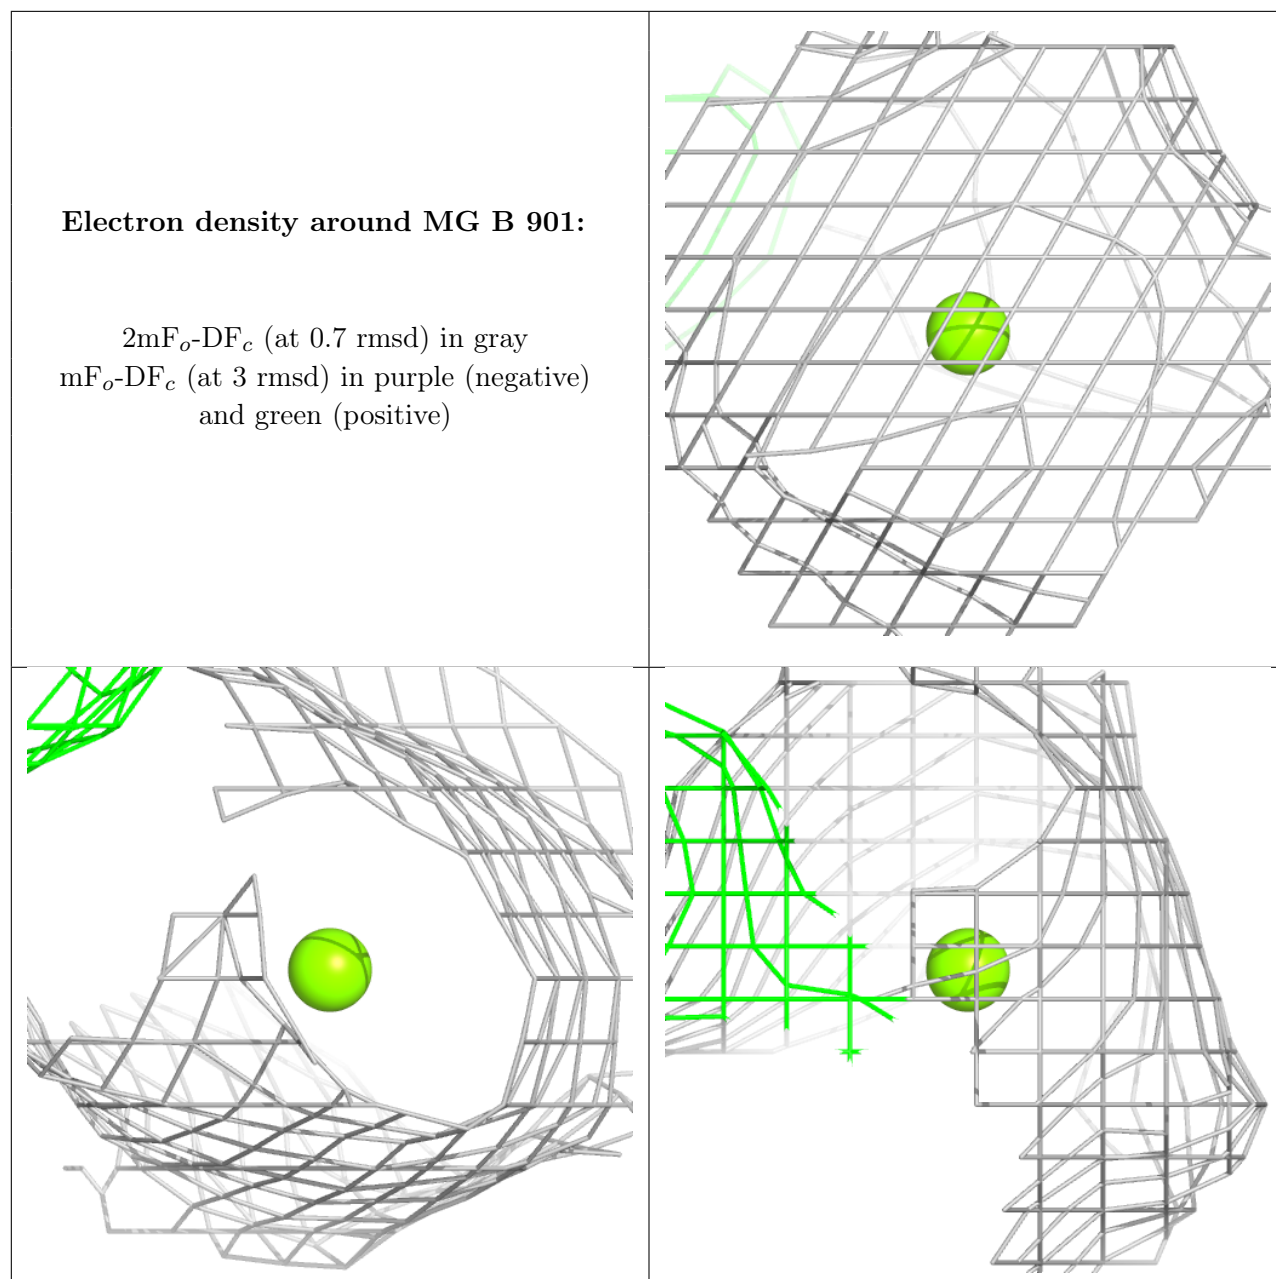 Electron density around MG B 901:
2mFo-DFc (at 0.7 rmsd) in gray
mFo-DFc (at 3 rmsd) in purple (negative)
and green (positive)